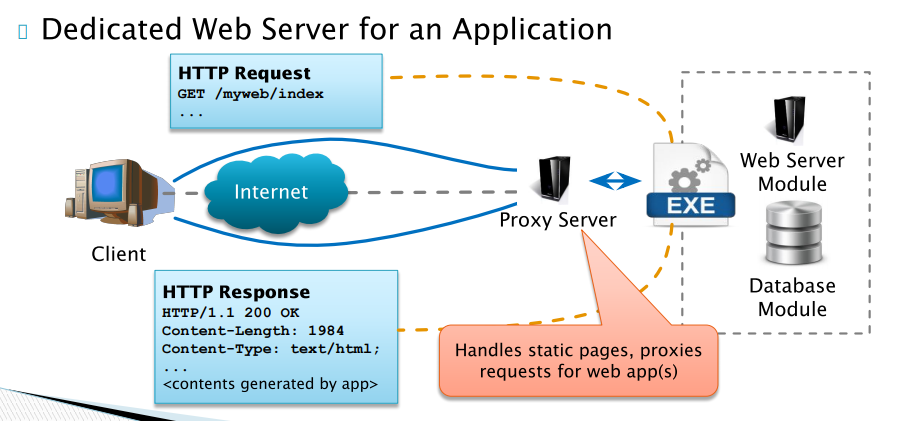 Dedicated Web Server for an Application
HTTP Request
GET /myweb/index
...
Internet
Client
Proxy Server
EXE
Web Server
Module
Database
Module
HTTP Response
HTTP/1.1 200 OK
Content-Length: 1984
Content-Type: text/html;
...
<contents generated by app>
Handles static pages, proxies
requests for web app(s)